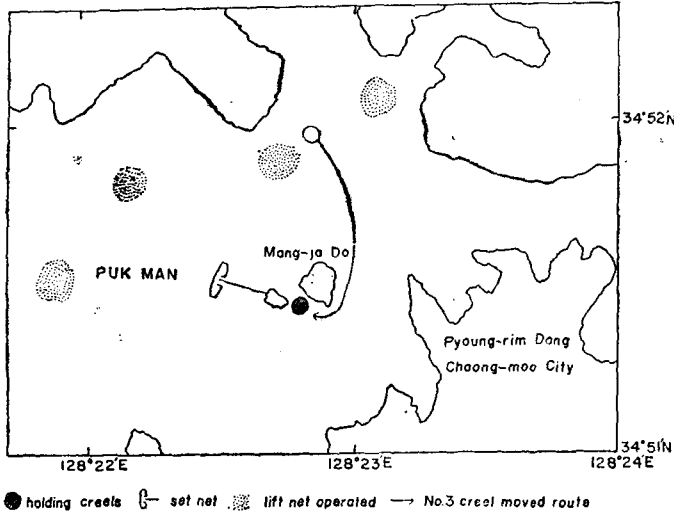 34°52'N
Mang-ja Do
PUK MAN
Pyoung-rim Dong
Chaong-moo City
34°51'N
128°22'E 128°23'E 128°24'E
holding creels set net lift net operated No.3 creel moved route